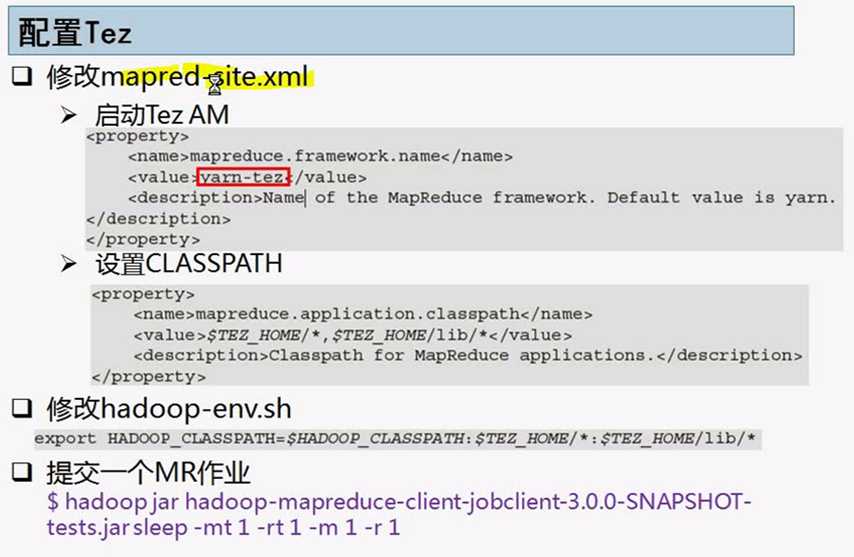 配置Tez
修改mapred-site.xml
启动Tez AM
<property>
<name>mapreduce.framework.name</name>
<value>yarn-tez</value>
<description>Name of the MapReduce framework. Default value is yarn.
</description>
</property>
设置CLASSPATH
<property>
<name>mapreduce.application.classpath</name>
<value>$TEZ_HOME/*,$TEZ_HOME/lib/*</value>
<description>Classpath for MapReduce applications.</description>
</property>
修改hadoop-env.sh
export HADOOP_CLASSPATH=$HADOOP_CLASSPATH:$TEZ_HOME/*:$TEZ_HOME/lib/*
提交一个MR作业
$ hadoop jar hadoop-mapreduce-client-jobclient-3.0.0-SNAPSHOT-
tests.jar sleep -mt 1 -rt 1 -m 1 -r 1